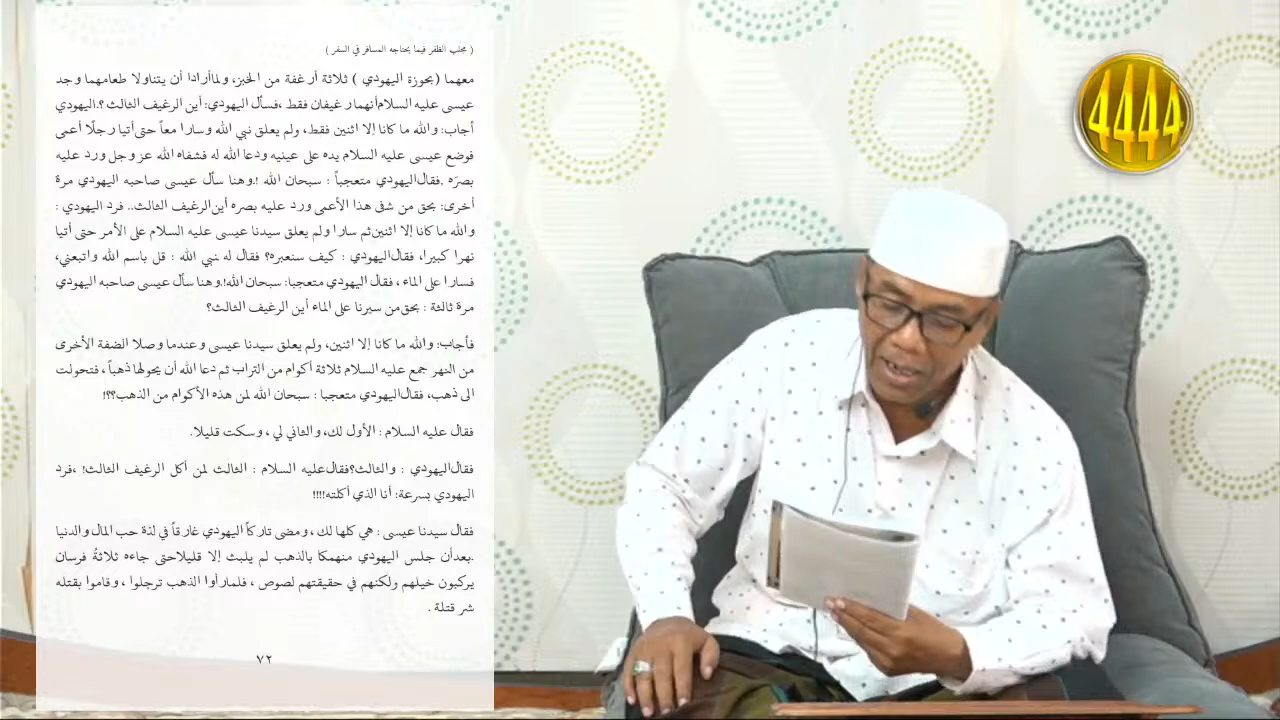 ( مجلب الظفر فيما يحتاجه المسافر في السفر )
معهما (بحوزة اليهودي ) ثلاثة أرغفة من الخبز، ولماأرادا أن يتناولا طعامهما وجد
عيسى عليه السلام أنهما رغيفان فقط ،فسأل اليهودي: أين الرغيف الثالث ؟.اليهودي
أجاب: والله ما كانا إلا اثنين فقط، ولم يعلق نبي الله وسارا معاً حتى أتيا رجلًا أعمى
فوضع عيسى عليه السلام يده على عينيه ودعا الله له فشفاه الله عز وجل ورد عليه
بصرّه .فقال اليهودي متعجباً : سبحان الله !.وهنا سأل عيسى صاحبه اليهودي مرة
أخرى: بحق من شفى هذا الأعمى ورد عليه بصره أين الرغيف الثالث.. فرد اليهودي :
والله ما كانا إلا اثنين ثم سارا ولم يعلق سيدنا عيسى عليه السلام على الأمر حتى أتيا
نهرا كبيرا، فقال اليهودي : كيف سنعبره؟ فقال له نبي الله : قل باسم الله واتبعني،
فسارا على الماء ، فقال اليهودي متعجبا: سبحان الله!.وهنا سأل عيسى صاحبه اليهودي
مرة ثالثة : بحق من سيرنا على الماء أين الرغيف الثالث؟
فأجاب: والله ما كانا إلا اثنين، ولم يعلق سيدنا عيسى وعندما وصلا الضفة الأخرى
من النهر جمع عليه السلام ثلاثة أكوام من التراب ثم دعا الله أن يحولها ذهباً ، فتحولت
الى ذهب، فقال اليهودي متعجبا : سبحان الله لمن هذه الأكوام من الذهب؟؟!
فقال عليه السلام : الأول لك، والثاني لي ، وسكت قليلا.
فقال اليهودي : والثالث؟فقال عليه السلام : الثالث لمن أكل الرغيف الثالث! ،فرد
اليهودي بسرعة: أنا الذي أكلته!!!!
فقال سيدنا عيسى : هي كلها لك ، ومضى تاركاً اليهودي غارقاً في لذة حب المال والدنيا
.بعدأن جلس اليهودي منهمكا بالذهب لم يلبث إلا قليلاحتى جاءه ثلاثةُ فرسان
يركبون خيلهم ولكنهم في حقيقتهم لصوص ، فلمارأوا الذهب ترجلوا ، وقاموا بقتله
شر قتلة .
٧٢
4444